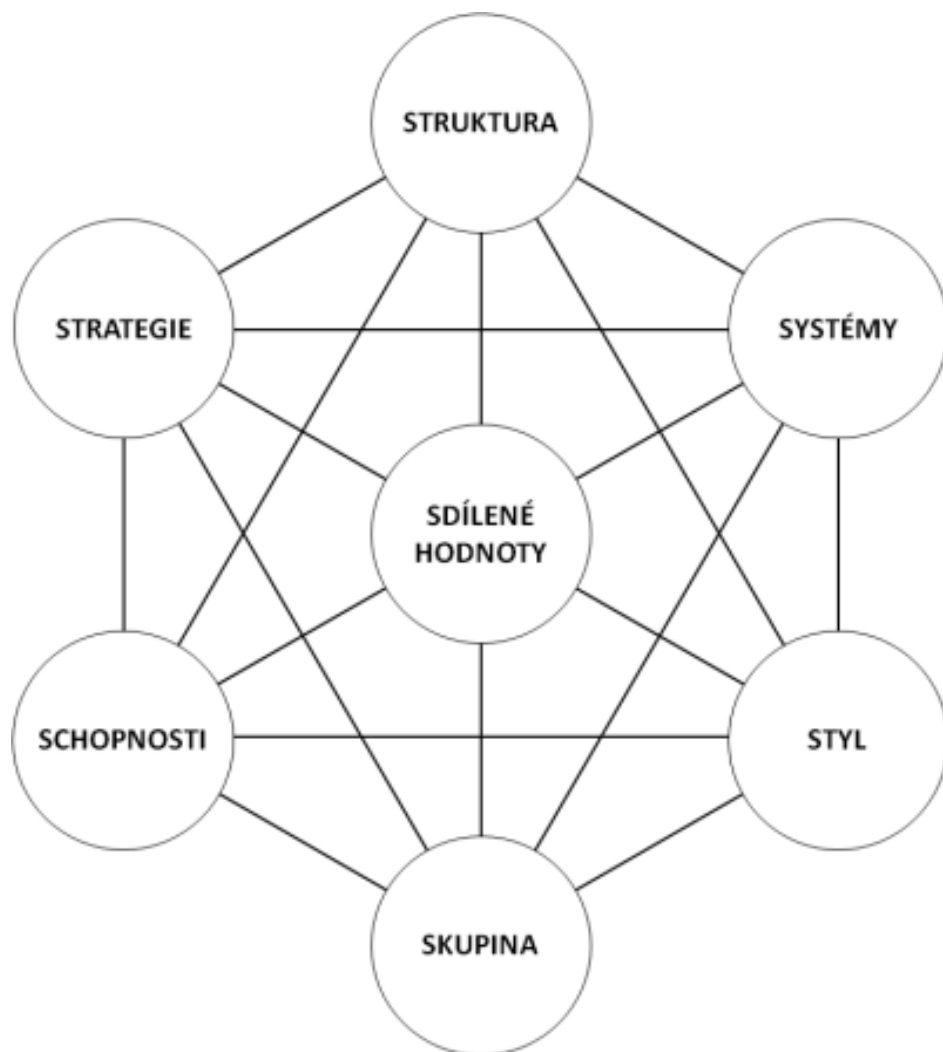 STRUKTURA
STRATEGIE
SYSTÉMY
SDÍLENÉ
HODNOTY
SCHOPNOSTI
STYL
SKUPINA